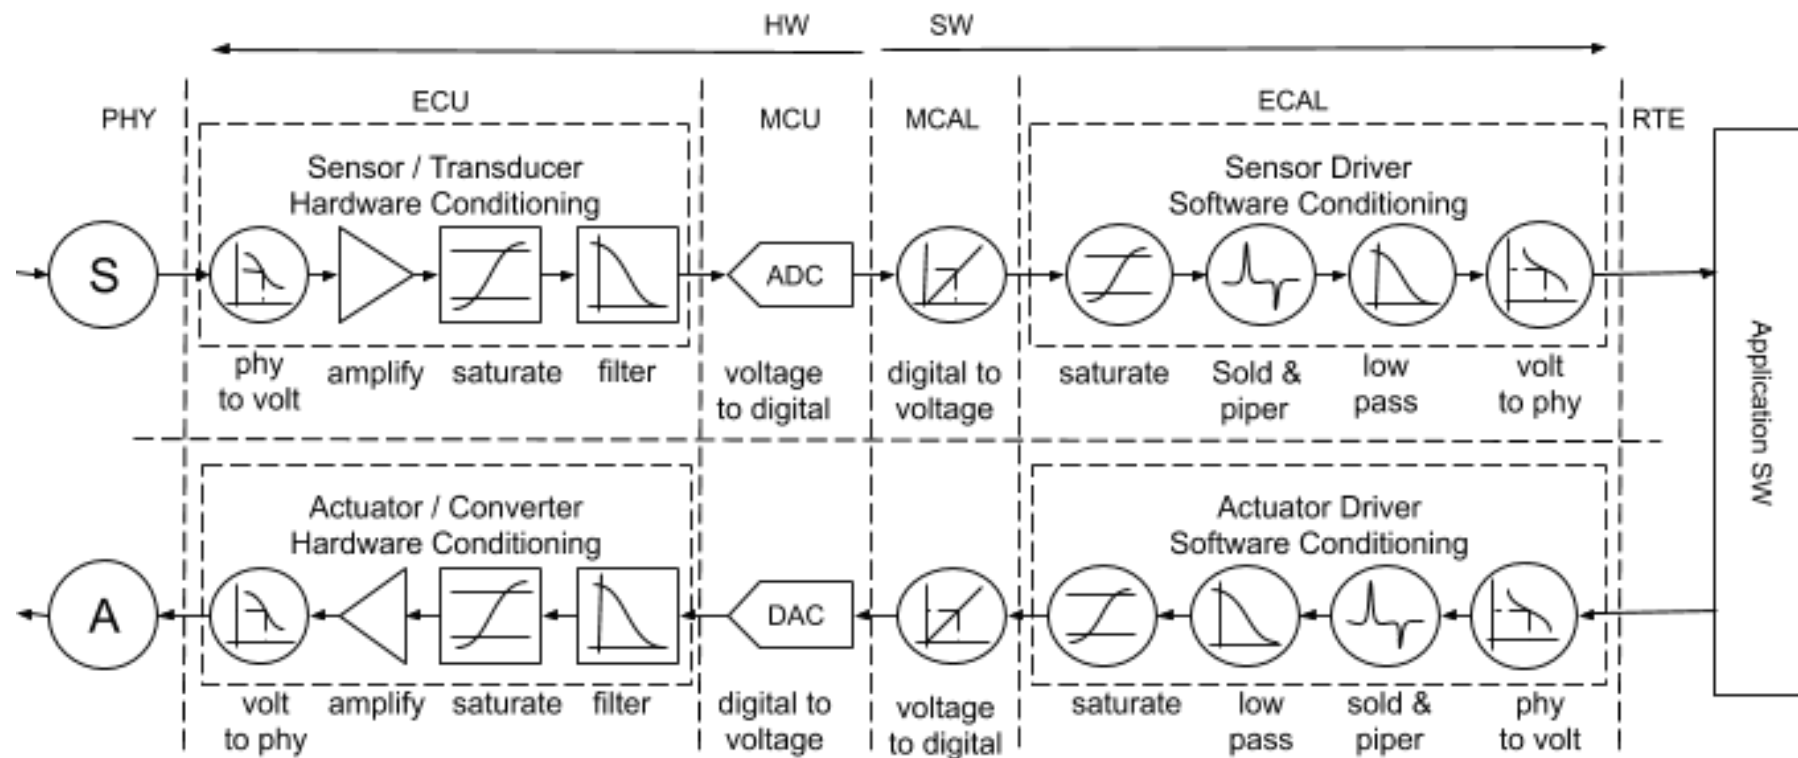 HW
SW
PHY
ECU
MCU
MCAL
ECAL
RTE
Sensor / Transducer
Hardware Conditioning
Sensor Driver
Software Conditioning
S
ADC
phy
to volt
amplify
saturate
filter
voltage
to digital
digital to
voltage
saturate
Sold &
piper
low
pass
volt
to phy
Application SW
Actuator / Converter
Hardware Conditioning
Actuator Driver
Software Conditioning
A
DAC
volt
to phy
amplify
saturate
filter
digital to
voltage
voltage
to digital
saturate
low
pass
sold &
piper
phy
to volt